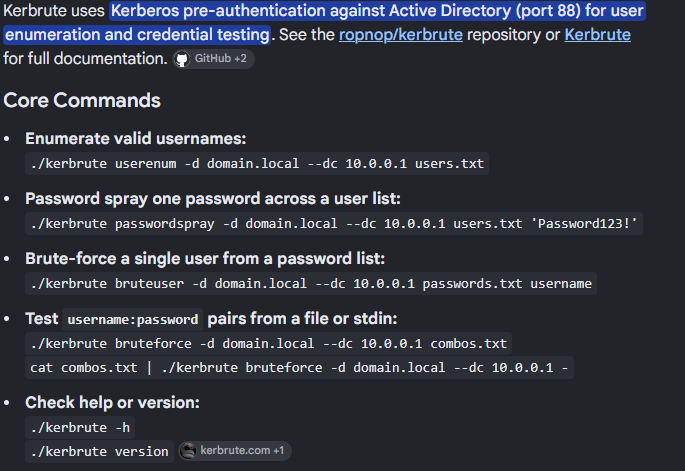 Kerbrute uses Kerberos pre-authentication against Active Directory (port 88) for user
enumeration and credential testing. See the ropnop/kerbrute repository or Kerbrute
for full documentation. GitHub +2
Core Commands
• Enumerate valid usernames:
./kerbrute userenum -d domain.local --dc 10.0.0.1 users.txt
• Password spray one password across a user list:
./kerbrute passwordspray -d domain.local --dc 10.0.0.1 users.txt 'Password123!'
• Brute-force a single user from a password list:
./kerbrute bruteuser -d domain.local --dc 10.0.0.1 passwords.txt username
• Test username:password pairs from a file or stdin:
./kerbrute bruteforce -d domain.local --dc 10.0.0.1 combos.txt
cat combos.txt | ./kerbrute bruteforce -d domain.local --dc 10.0.0.1 -
• Check help or version:
./kerbrute -h
./kerbrute version kerbrute.com +1